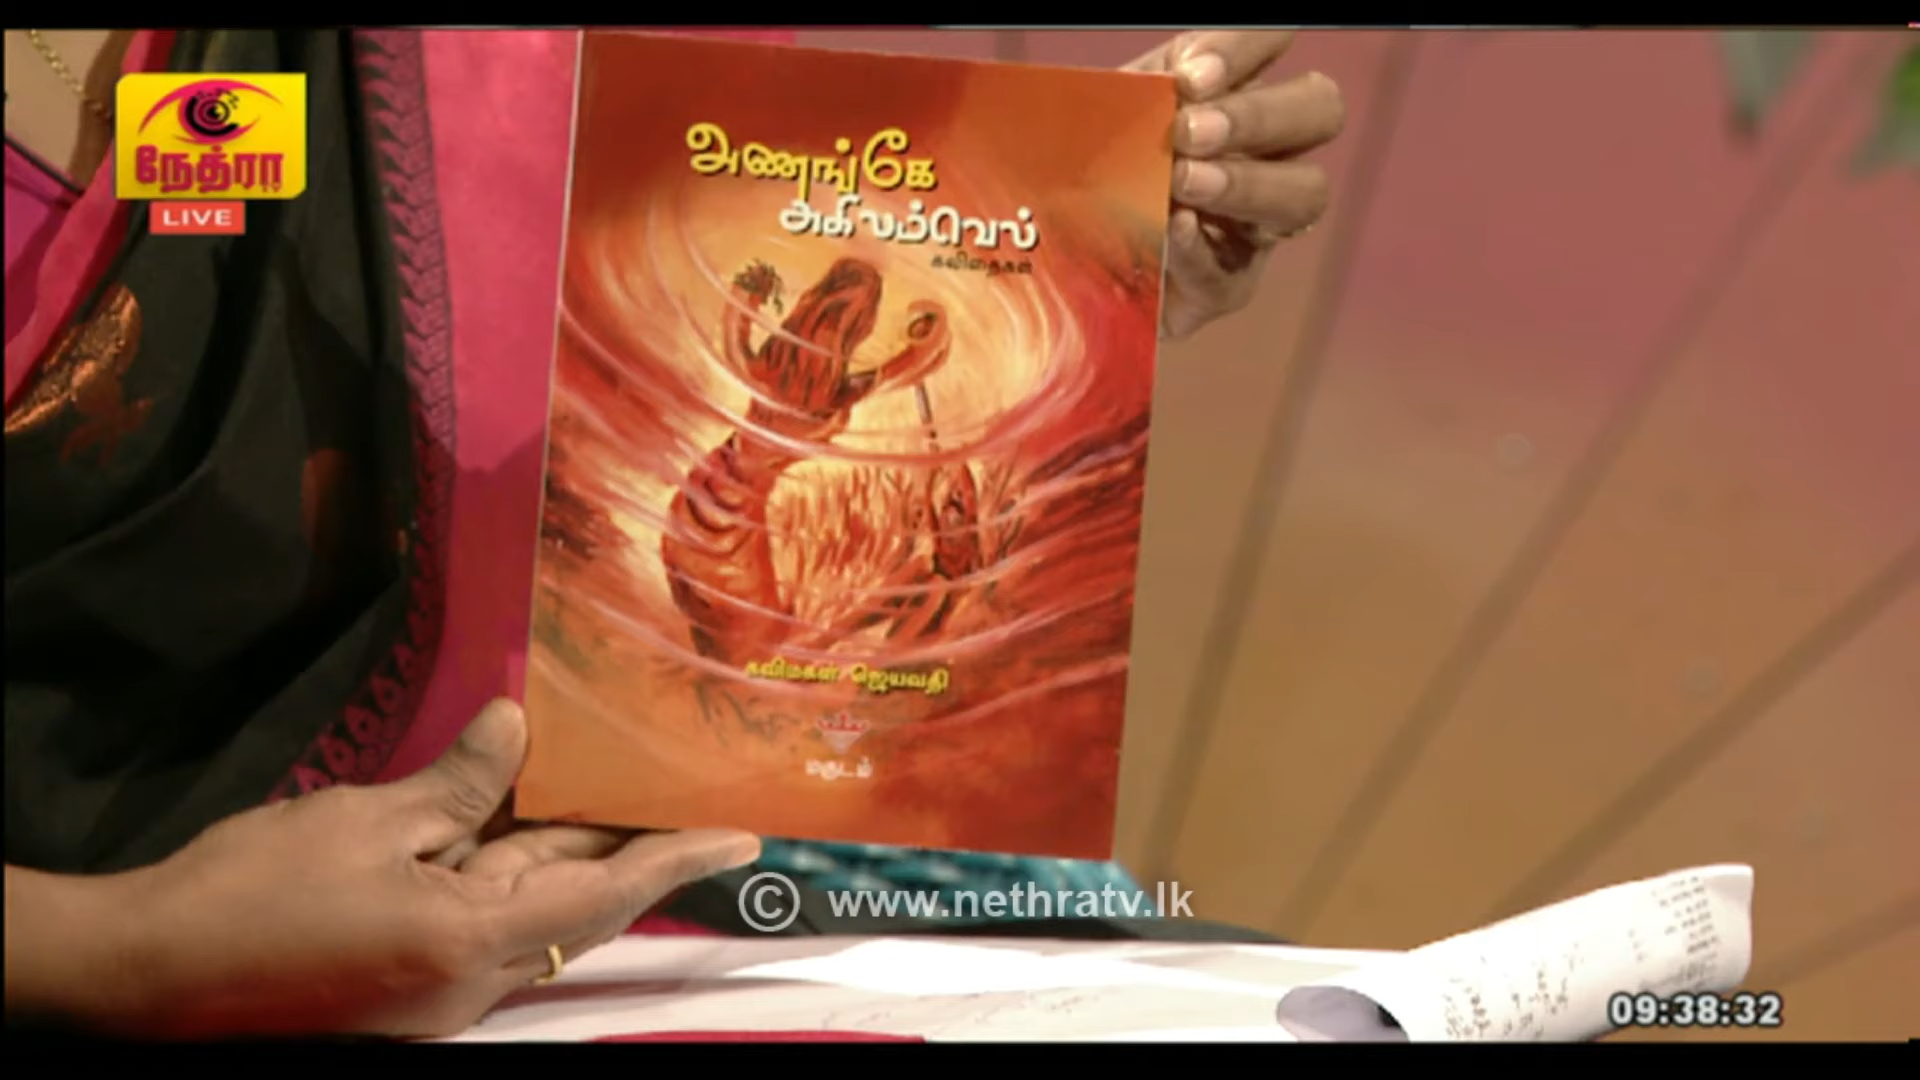 நேத்ரா
LIVE
அணங்கே
அகிலம்வெல்
கவிதைகள்
கவிமகள் ஜெயவதி
மகுடம்
© www.nethratv.lk
09:38:32